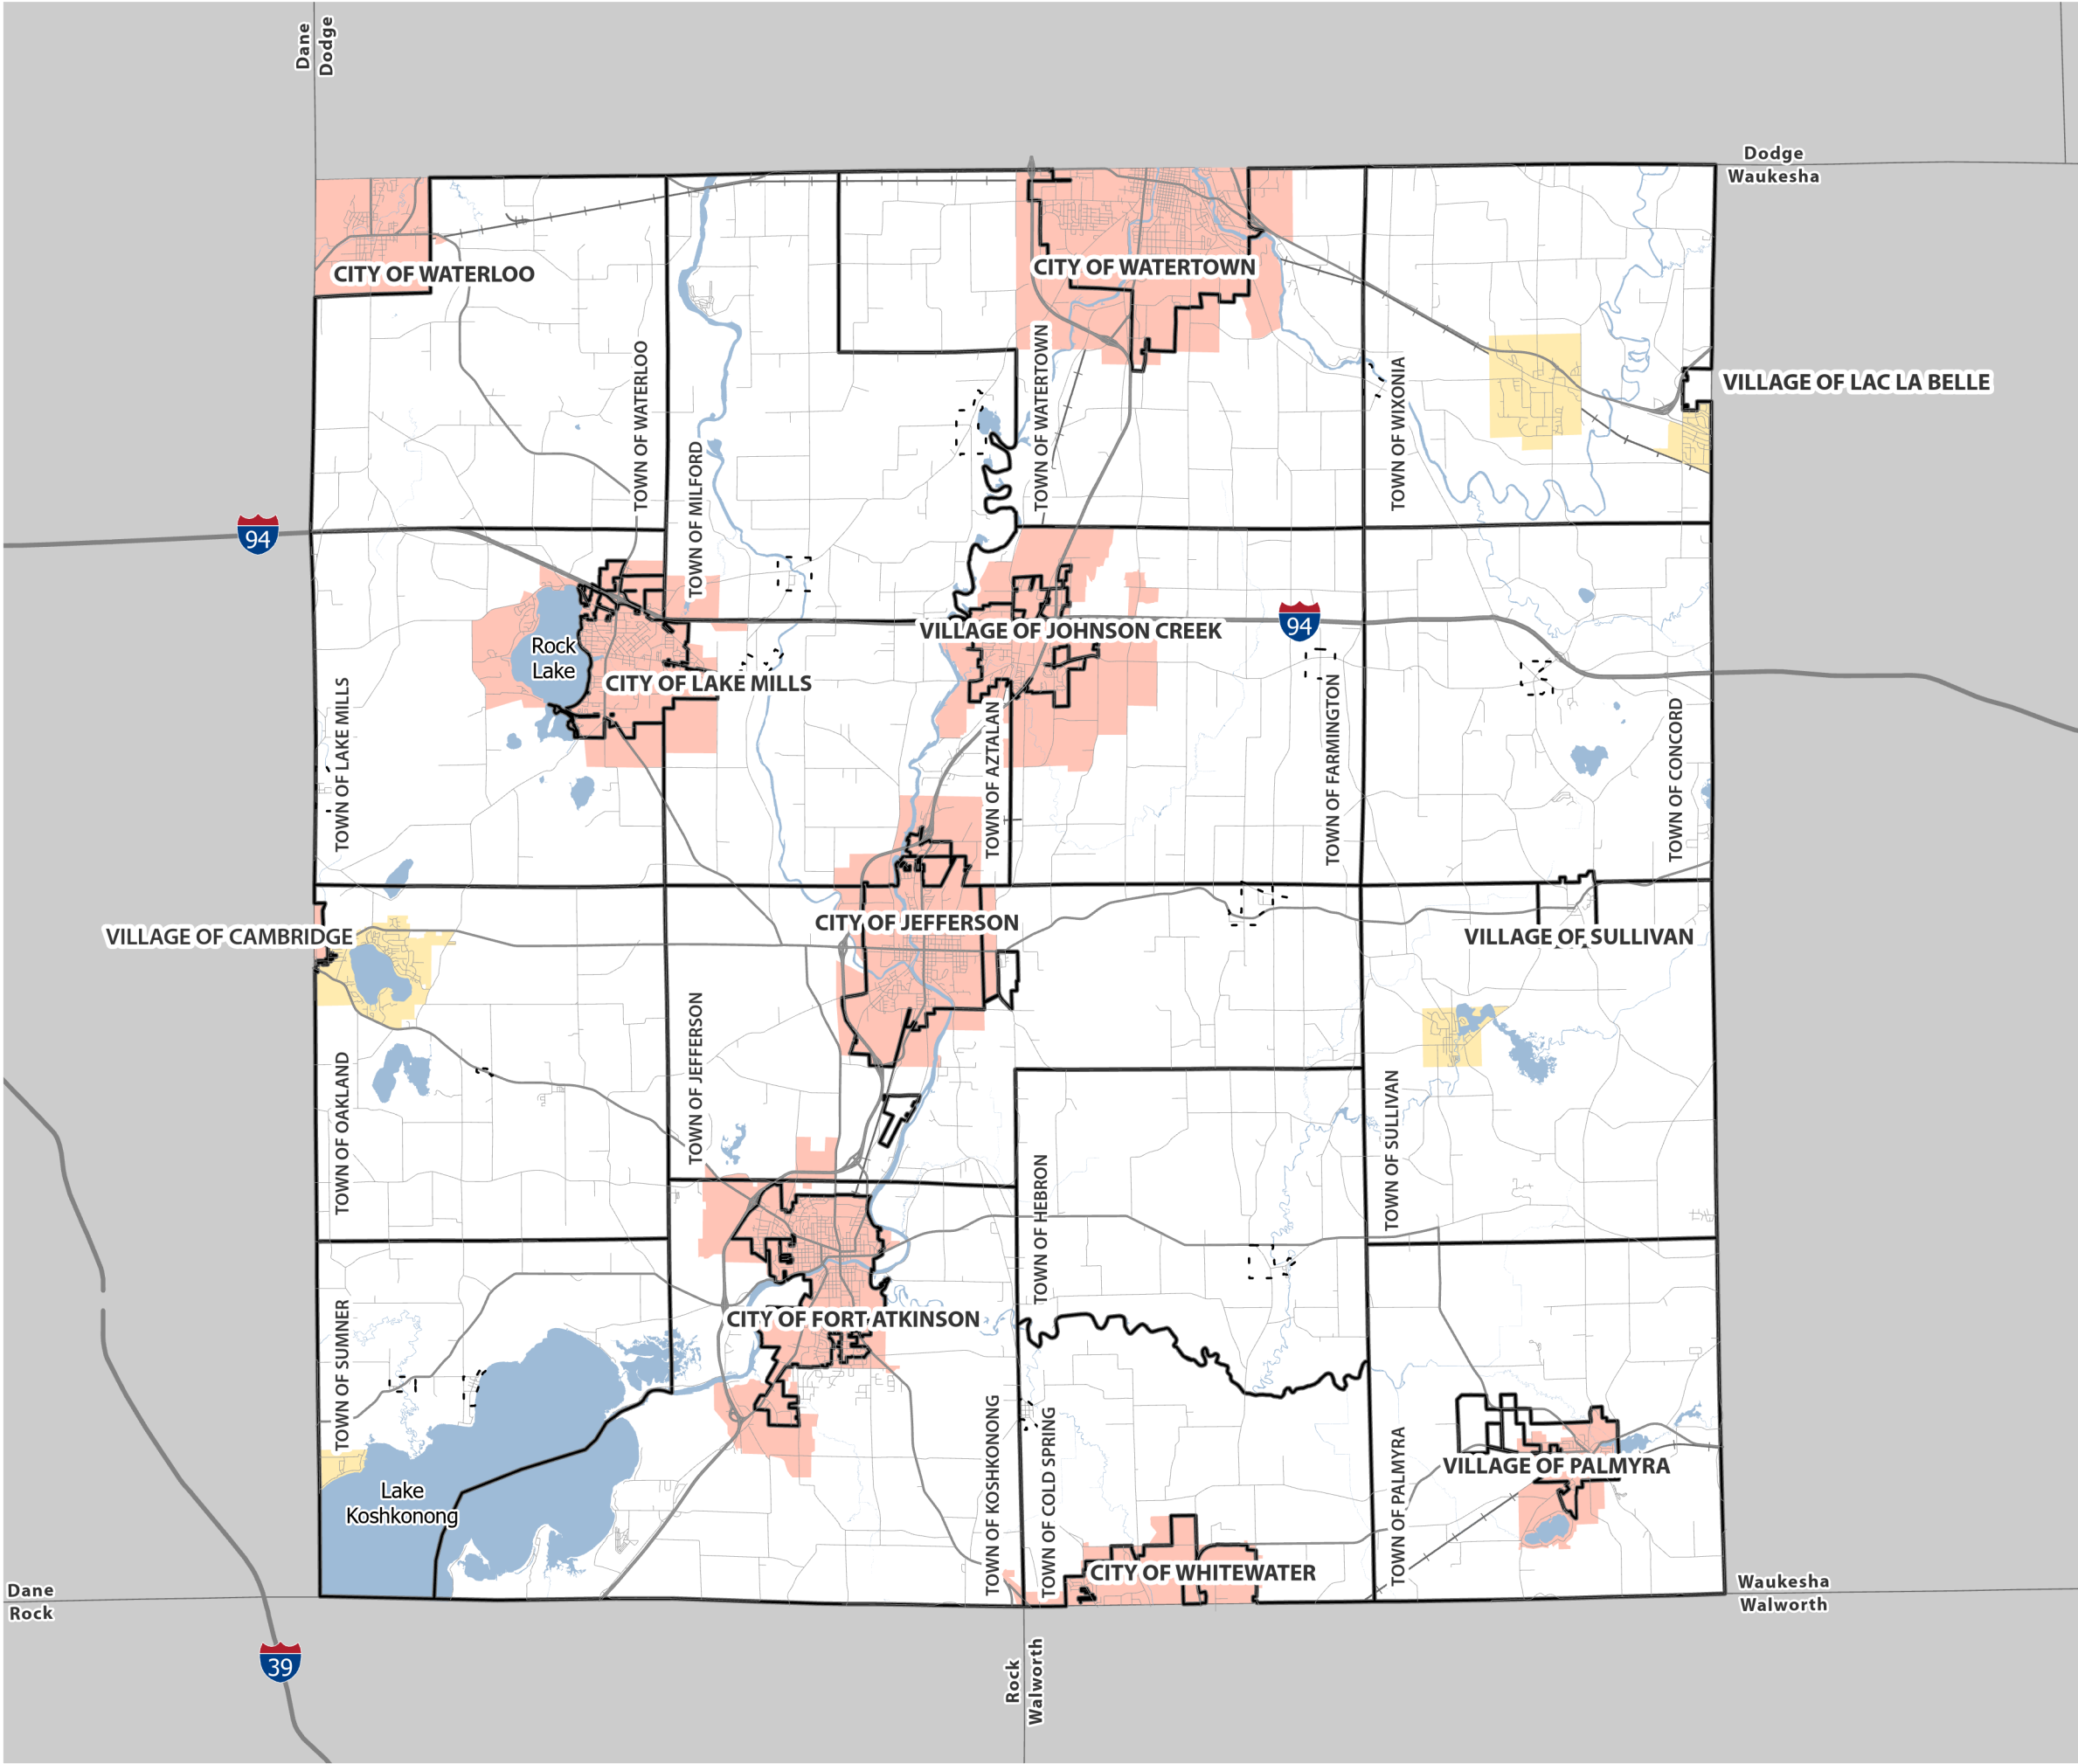 Dane
Dodge
Dodge
Waukesha
CITY OF WATERLOO
CITY OF WATERTOWN
TOWN OF WATERLOO
TOWN OF MILFORD
TOWN OF WATERTOWN
TOWN OF WIXONIA
VILLAGE OF LAC LA BELLE
94
94
Rock
Lake
VILLAGE OF JOHNSON CREEK
CITY OF LAKE MILLS
TOWN OF LAKE MILLS
TOWN OF AZTALAN
TOWN OF FARMINGTON
TOWN OF CONCORD
VILLAGE OF CAMBRIDGE
CITY OF JEFFERSON
VILLAGE OF SULLIVAN
TOWN OF OAKLAND
TOWN OF JEFFERSON
TOWN OF HEBRON
TOWN OF SULLIVAN
CITY OF FORT ATKINSON
TOWN OF SUMNER
TOWN OF KOSHKONONG
TOWN OF COLD SPRING
TOWN OF PALMYRA
VILLAGE OF PALMYRA
Lake
Koshkonong
CITY OF WHITEWATER
Dane
Rock
Waukesha
Walworth
39
Rock
Walworth